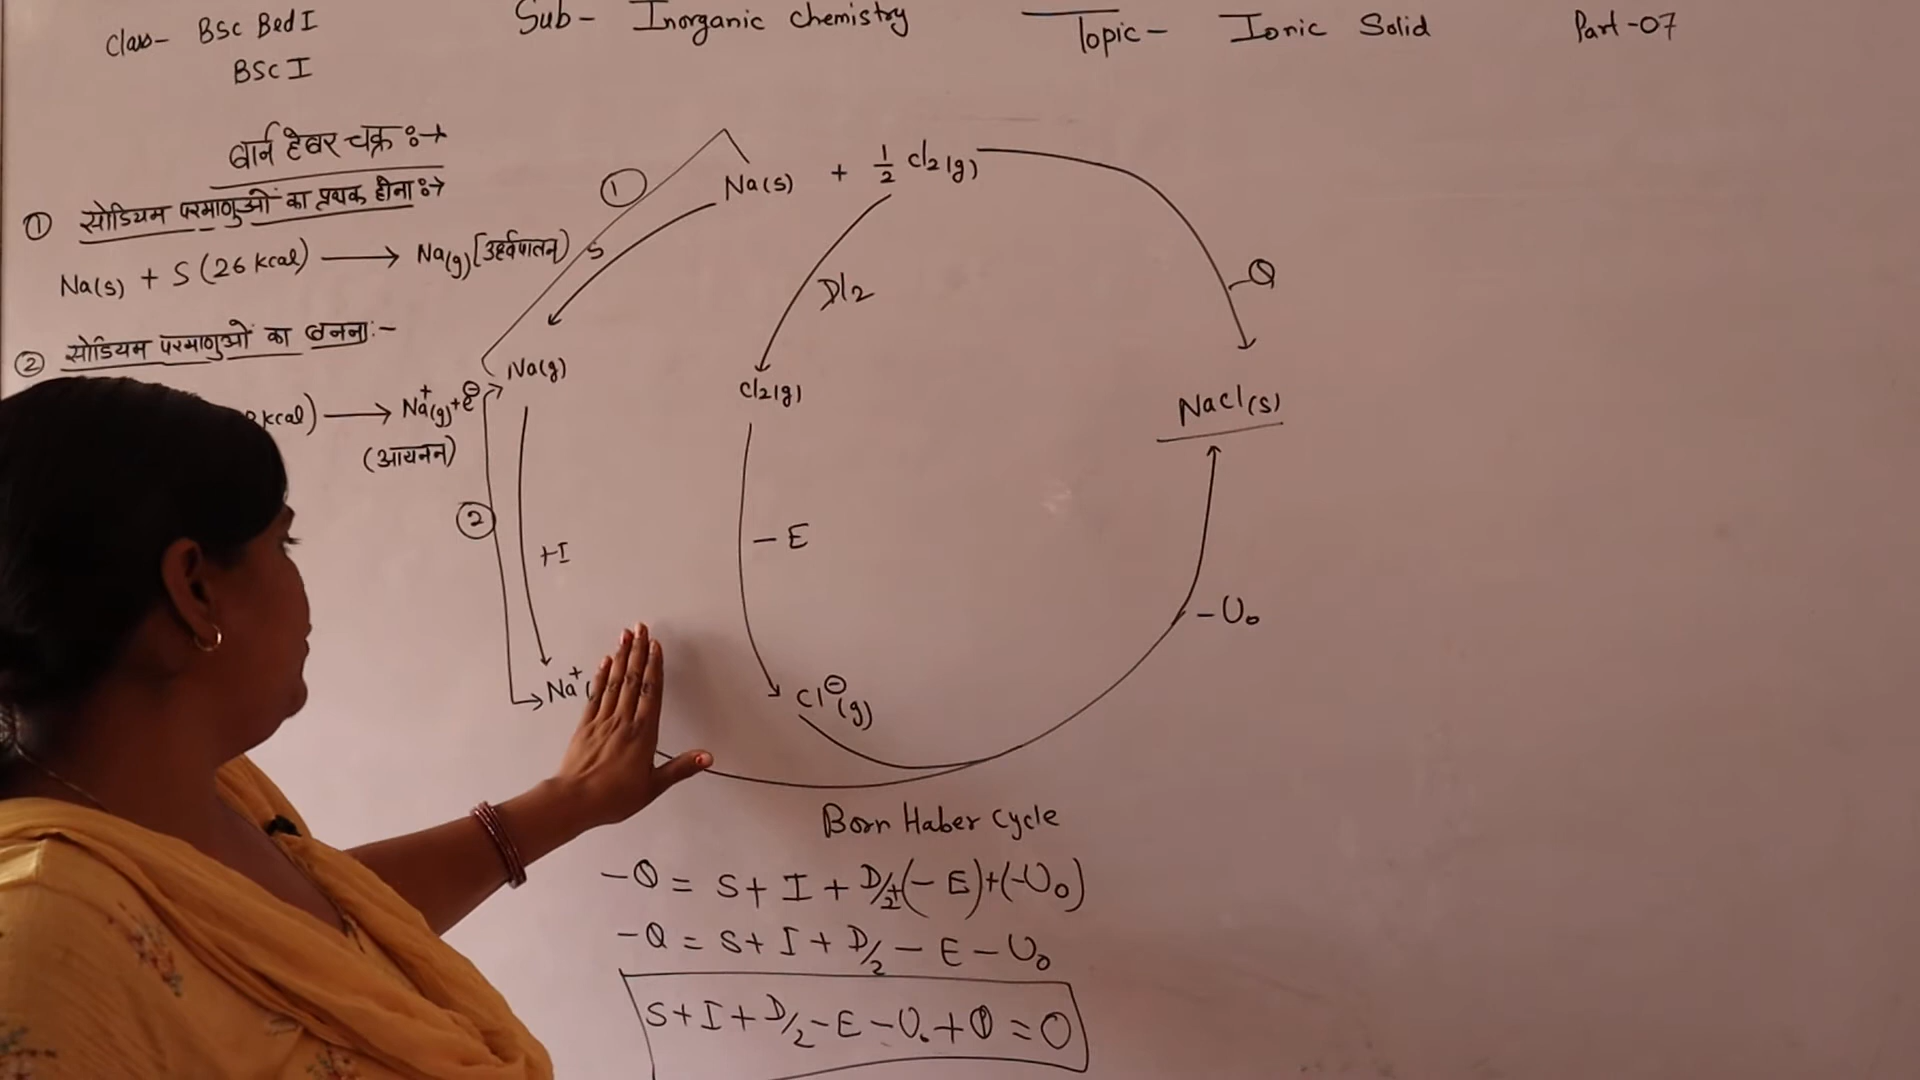 Class- BSc Bed I
BSc I
Sub- Inorganic chemistry
Topic- Ionic Solid
Part-07
बार्न हेबर चक्र :→
① सोडियम परमाणुओं का प्रथक होना :→
Na(s) + S (26 kcal) → Na(g) [उर्ध्वपातन]
② सोडियम परमाणुओं का बनना :-
kcal) → Na⁺(g) + e⊖
(आयनन)
①
Na(s) + 1/2 Cl2(g)
S
D/2
-Q
Na(g)
Cl2(g)
NaCl(s)
②
+I
- E
- U₀
Na⁺(
Cl⊖(g)
Born Haber Cycle
-Q = S + I + D/2 + (- E) + (-U₀)
-Q = S + I + D/2 - E - U₀
S + I + D/2 - E - U₀ + Q = 0